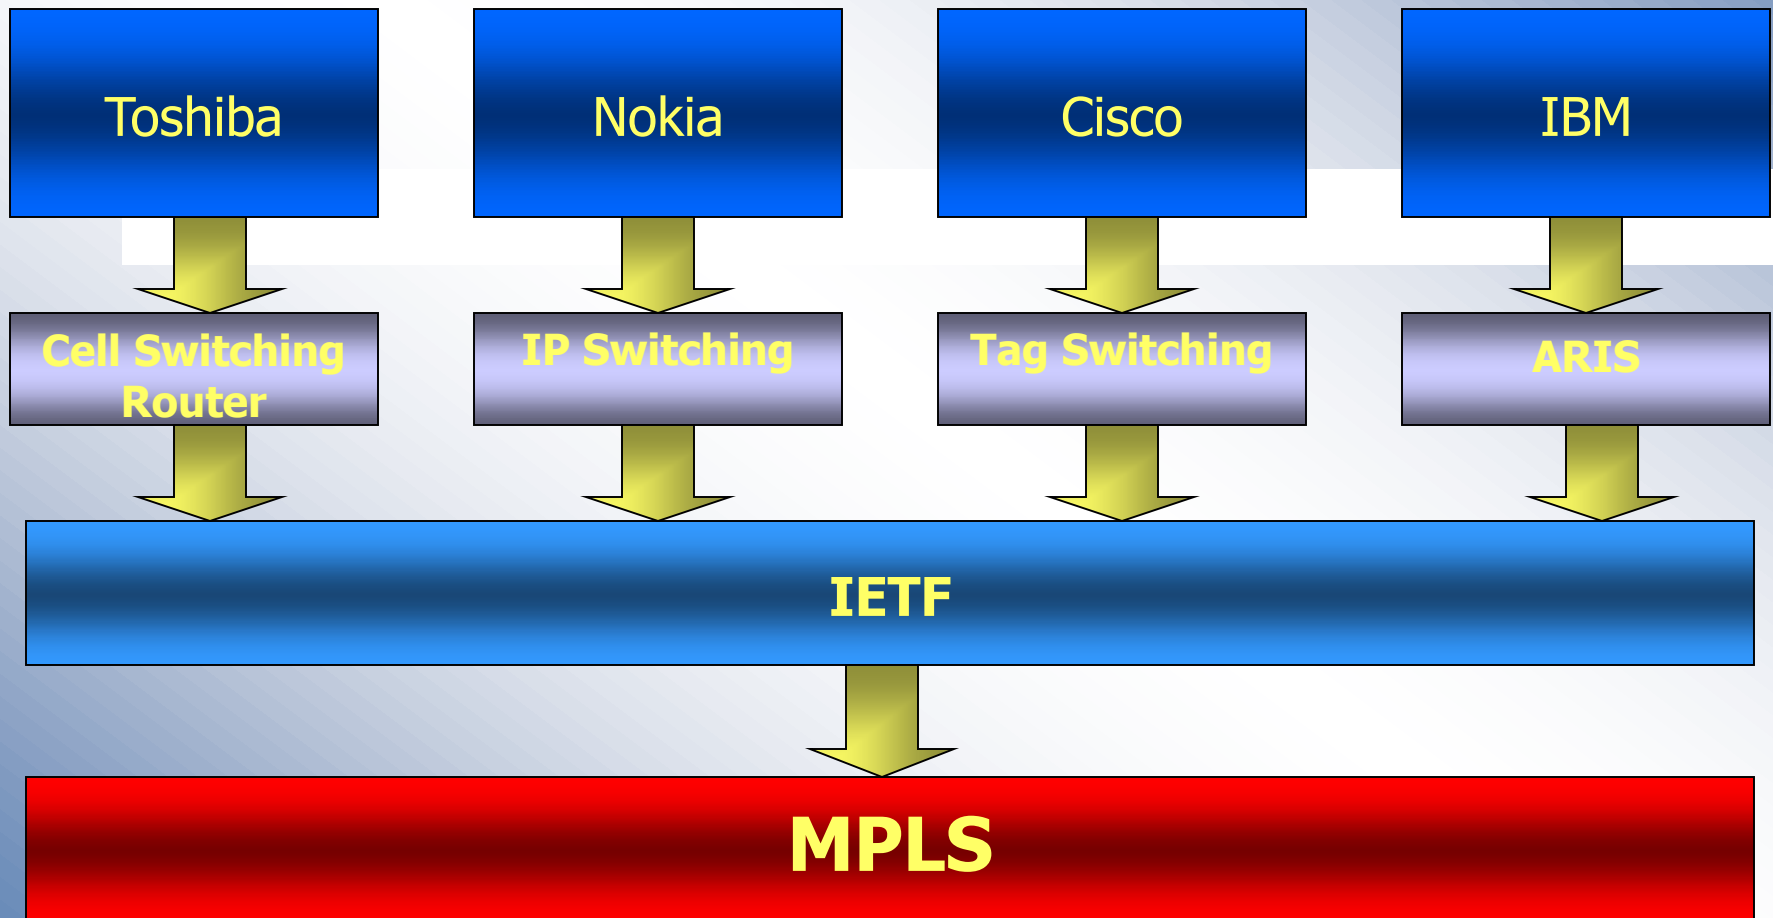 Toshiba
Nokia
Cisco
IBM
Cell Switching
Router
IP Switching
Tag Switching
ARIS
IETF
MPLS